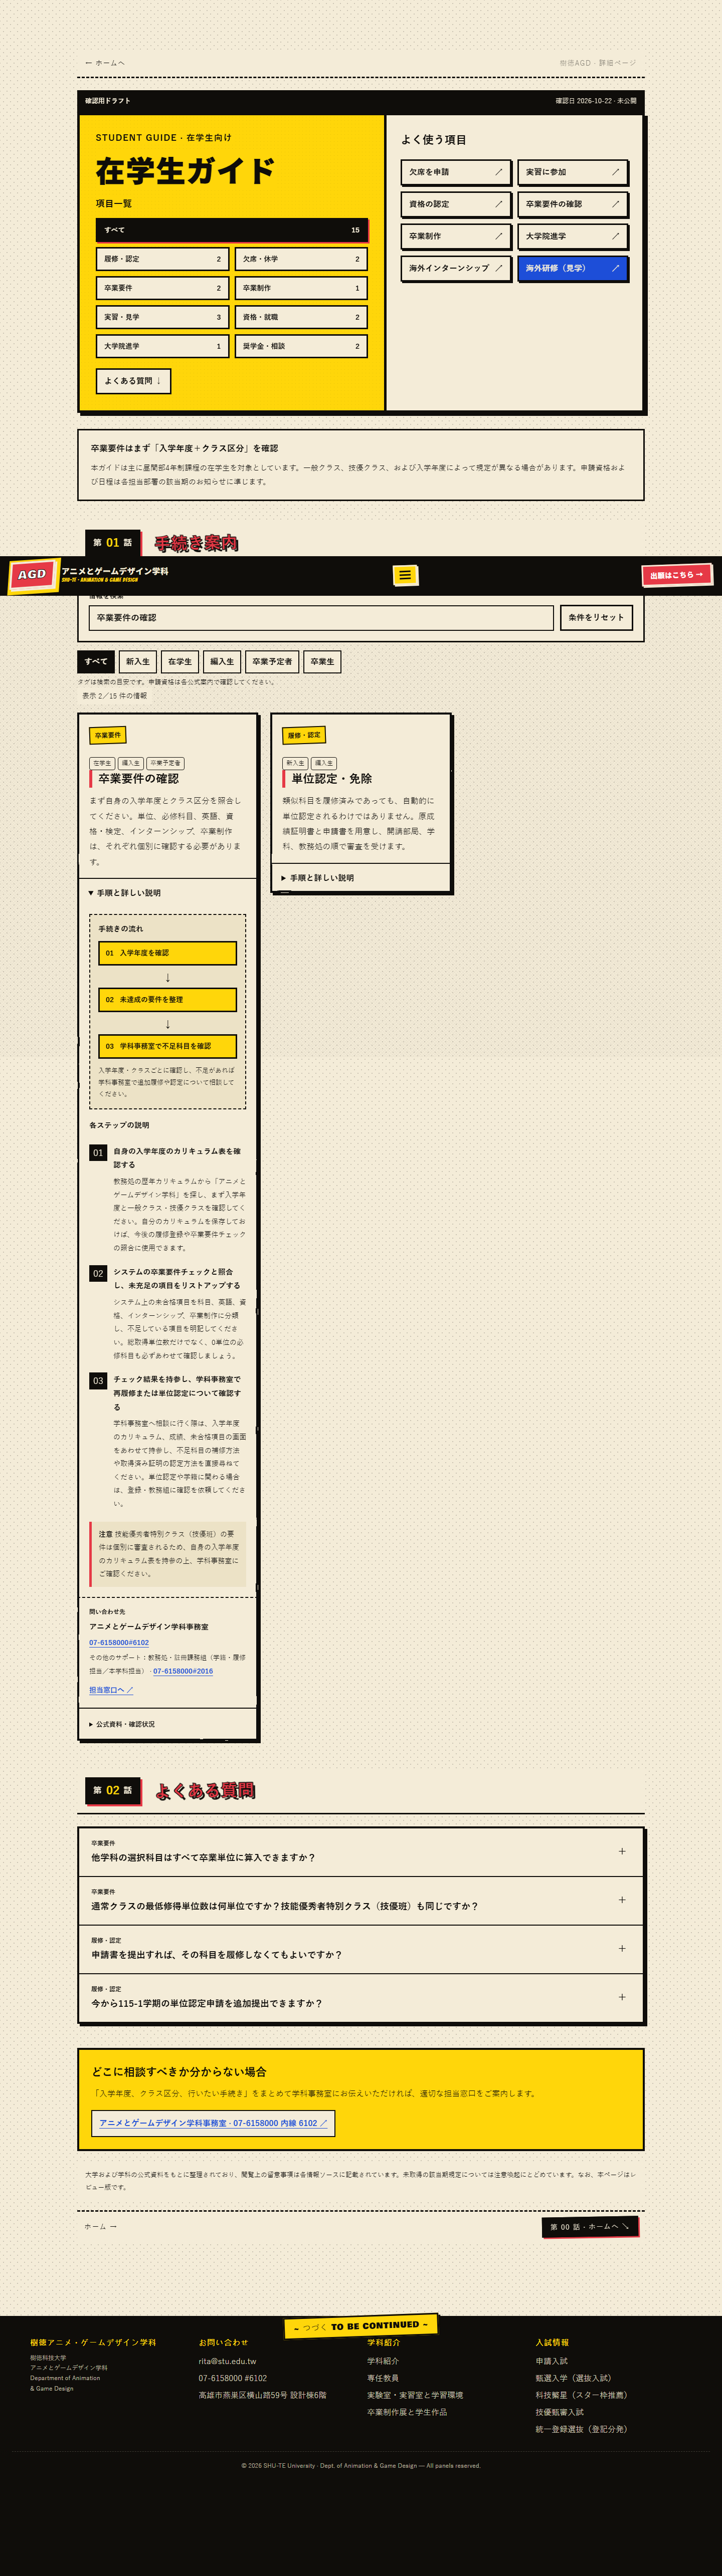 ← ホームへ
樹徳AGD · 詳細ページ
確認用ドラフト
確認日 2026-10-22 · 未公開
STUDENT GUIDE · 在学生向け
在学生ガイド
項目一覧
すべて 15
履修・認定 2
欠席・休学 2
卒業要件 2
卒業制作 1
実習・見学 3
資格・就職 2
大学院進学 1
奨学金・相談 2
よくある質問 ↓
よく使う項目
欠席を申請 ↗
実習に参加 ↗
資格の認定 ↗
卒業要件の確認 ↗
卒業制作 ↗
大学院進学 ↗
海外インターンシップ ↗
海外研修（見学） ↗
卒業要件はまず「入学年度＋クラス区分」を確認
本ガイドは主に昼間部4年制課程の在学生を対象としています。一般クラス、技優クラス、および入学年度によって規定が異なる場合があります。申請資格およ
び日程は各担当部署の該当期のお知らせに準じます。
第 01 話
手続き案内
AGD
アニメとゲームデザイン学科
SHU-TE · ANIMATION & GAME DESIGN
出願はこちら →
卒業要件の確認
条件をリセット
すべて
新入生
在学生
編入生
卒業予定者
卒業生
タグは検索の目安です。申請資格は各公式案内で確認してください。
表示 2／15 件の情報
卒業要件
在学生
編入生
卒業予定者
卒業要件の確認
まず自身の入学年度とクラス区分を照合し
てください。単位、必修科目、英語、資
格・検定、インターンシップ、卒業制作
は、それぞれ個別に確認する必要がありま
す。
▼ 手順と詳しい説明
手続きの流れ
01 入学年度を確認
↓
02 未達成の要件を整理
↓
03 学科事務室で不足科目を確認
入学年度・クラスごとに確認し、不足があれば
学科事務室で追加履修や認定について相談して
ください。
各ステップの説明
01
自身の入学年度のカリキュラム表を確
認する
教務処の歴年カリキュラムから「アニメと
ゲームデザイン学科」を探し、まず入学年
度と一般クラス・技優クラスを確認してく
ださい。自分のカリキュラムを保存してお
けば、今後の履修登録や卒業要件チェック
の照合に使用できます。
02
システムの卒業要件チェックと照合
し、未充足の項目をリストアップする
システム上の未合格項目を科目、英語、資
格、インターンシップ、卒業制作に分類
し、不足している項目を明記してくださ
い。総取得単位数だけでなく、0単位の必
修科目も必ずあわせて確認しましょう。
03
チェック結果を持参し、学科事務室で
再履修または単位認定について確認す
る
学科事務室へ相談に行く際は、入学年度
のカリキュラム、成績、未合格項目の画面
をあわせて持参し、不足科目の補修方法
や取得済み証明の認定方法を直接尋ねて
ください。単位認定や学籍に関わる場合
は、登録・教務組に確認を依頼してくださ
い。
注意 技能優秀者特別クラス（技優班）の要
件は個別に審査されるため、自身の入学年度
のカリキュラム表を持参の上、学科事務室に
ご確認ください。
問い合わせ先
アニメとゲームデザイン学科事務室
07-6158000#6102
その他のサポート：教務処・註冊課務組（学籍・履修
担当／本学科担当） · 07-6158000#2016
担当窓口へ ↗
▶ 公式資料・確認状況
履修・認定
新入生
編入生
単位認定・免除
類似科目を履修済みであっても、自動的に
単位認定されるわけではありません。原成
績証明書と申請書を用意し、開講部局、学
科、教務処の順で審査を受けます。
▶ 手順と詳しい説明
第 02 話
よくある質問
卒業要件
他学科の選択科目はすべて卒業単位に算入できますか？
卒業要件
通常クラスの最低修得単位数は何単位ですか？技能優秀者特別クラス（技優班）も同じですか？
履修・認定
申請書を提出すれば、その科目を履修しなくてもよいですか？
履修・認定
今から115-1学期の単位認定申請を追加提出できますか？
どこに相談すべきか分からない場合
「入学年度、クラス区分、行いたい手続き」をまとめて学科事務室にお伝えいただければ、適切な担当窓口をご案内します。
アニメとゲームデザイン学科事務室 · 07-6158000 内線 6102 ↗
大学および学科の公式資料をもとに整理されており、閲覧上の留意事項は各情報ソースに記載されています。未取得の該当期規定については注意喚起にとどめています。なお、本ページはレ
ビュー版です。
ホーム →
第 00 話 · ホームへ ↘
~ つづく TO BE CONTINUED ~
樹徳アニメ・ゲームデザイン学科
樹徳科技大学
アニメとゲームデザイン学科
Department of Animation
& Game Design
お問い合わせ
rita@stu.edu.tw
07-6158000 #6102
高雄市燕巣区横山路59号 設計棟6階
学科紹介
学科紹介
専任教員
実験室・実習室と学習環境
卒業制作展と学生作品
入試情報
申請入試
甄選入学（選抜入試）
科技繁星（スター枠推薦）
技優甄審入試
統一登録選抜（登記分発）
© 2026 SHU-TE University · Dept. of Animation & Game Design — All panels reserved.